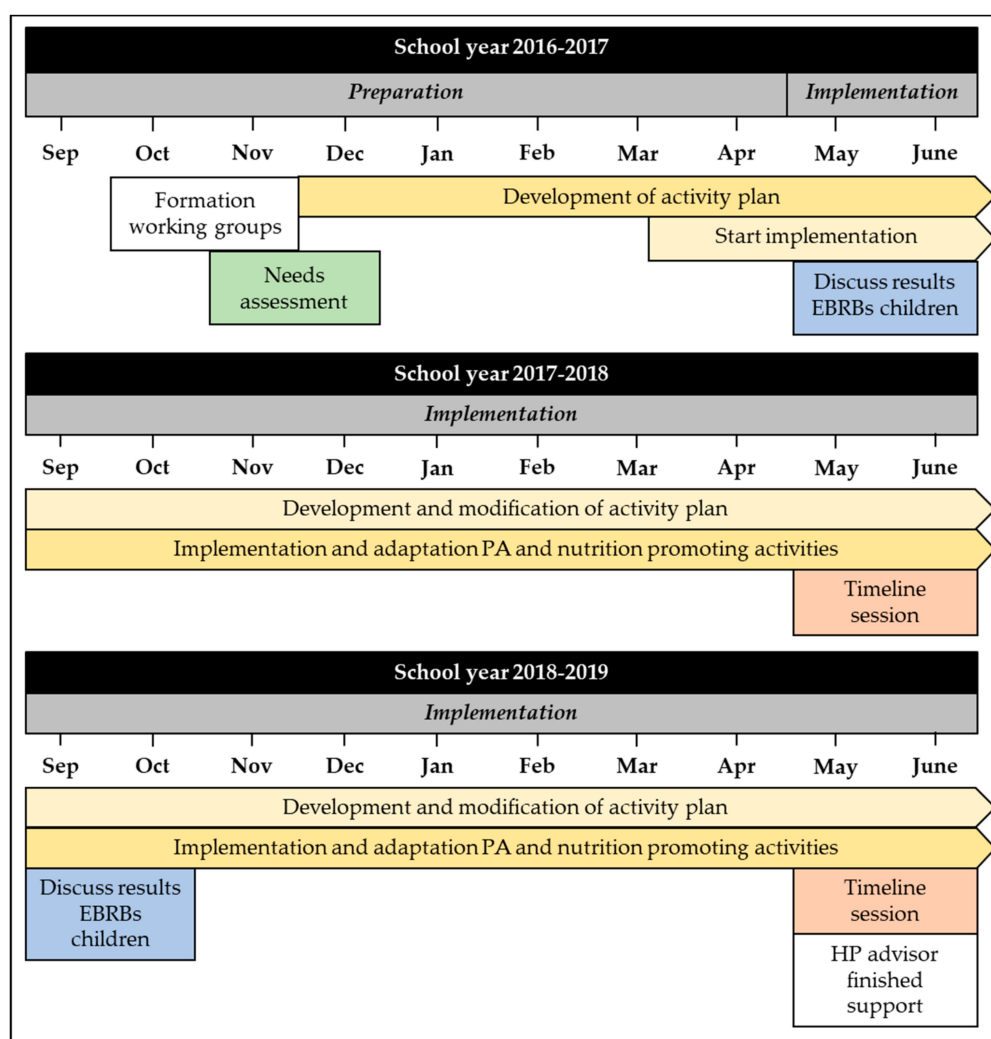 School year 2016-2017
Preparation
Implementation
Sep Oct Nov Dec Jan Feb Mar Apr May June
Formation
working groups
Development of activity plan
Start implementation
Needs
assessment
Discuss results
EBRBs children
School year 2017-2018
Implementation
Sep Oct Nov Dec Jan Feb Mar Apr May June
Development and modification of activity plan
Implementation and adaptation PA and nutrition promoting activities
Timeline
session
School year 2018-2019
Implementation
Sep Oct Nov Dec Jan Feb Mar Apr May June
Development and modification of activity plan
Implementation and adaptation PA and nutrition promoting activities
Discuss results
EBRBs
children
Timeline
session
HP advisor
finished
support